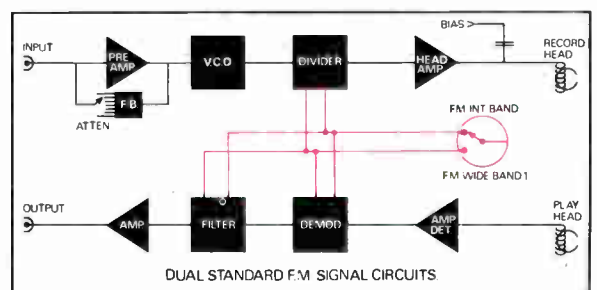 INPUT
PRE
AMP
FB
ATTEN
VCO
DIVIDER
HEAD
AMP
BIAS>
RECORD
HEAD
FM INT BAND
FM WIDE BAND 1
OUTPUT
AMP
FILTER
DEMOD
AMP
DET
PLAY
HEAD
DUAL STANDARD F.M. SIGNAL CIRCUITS.